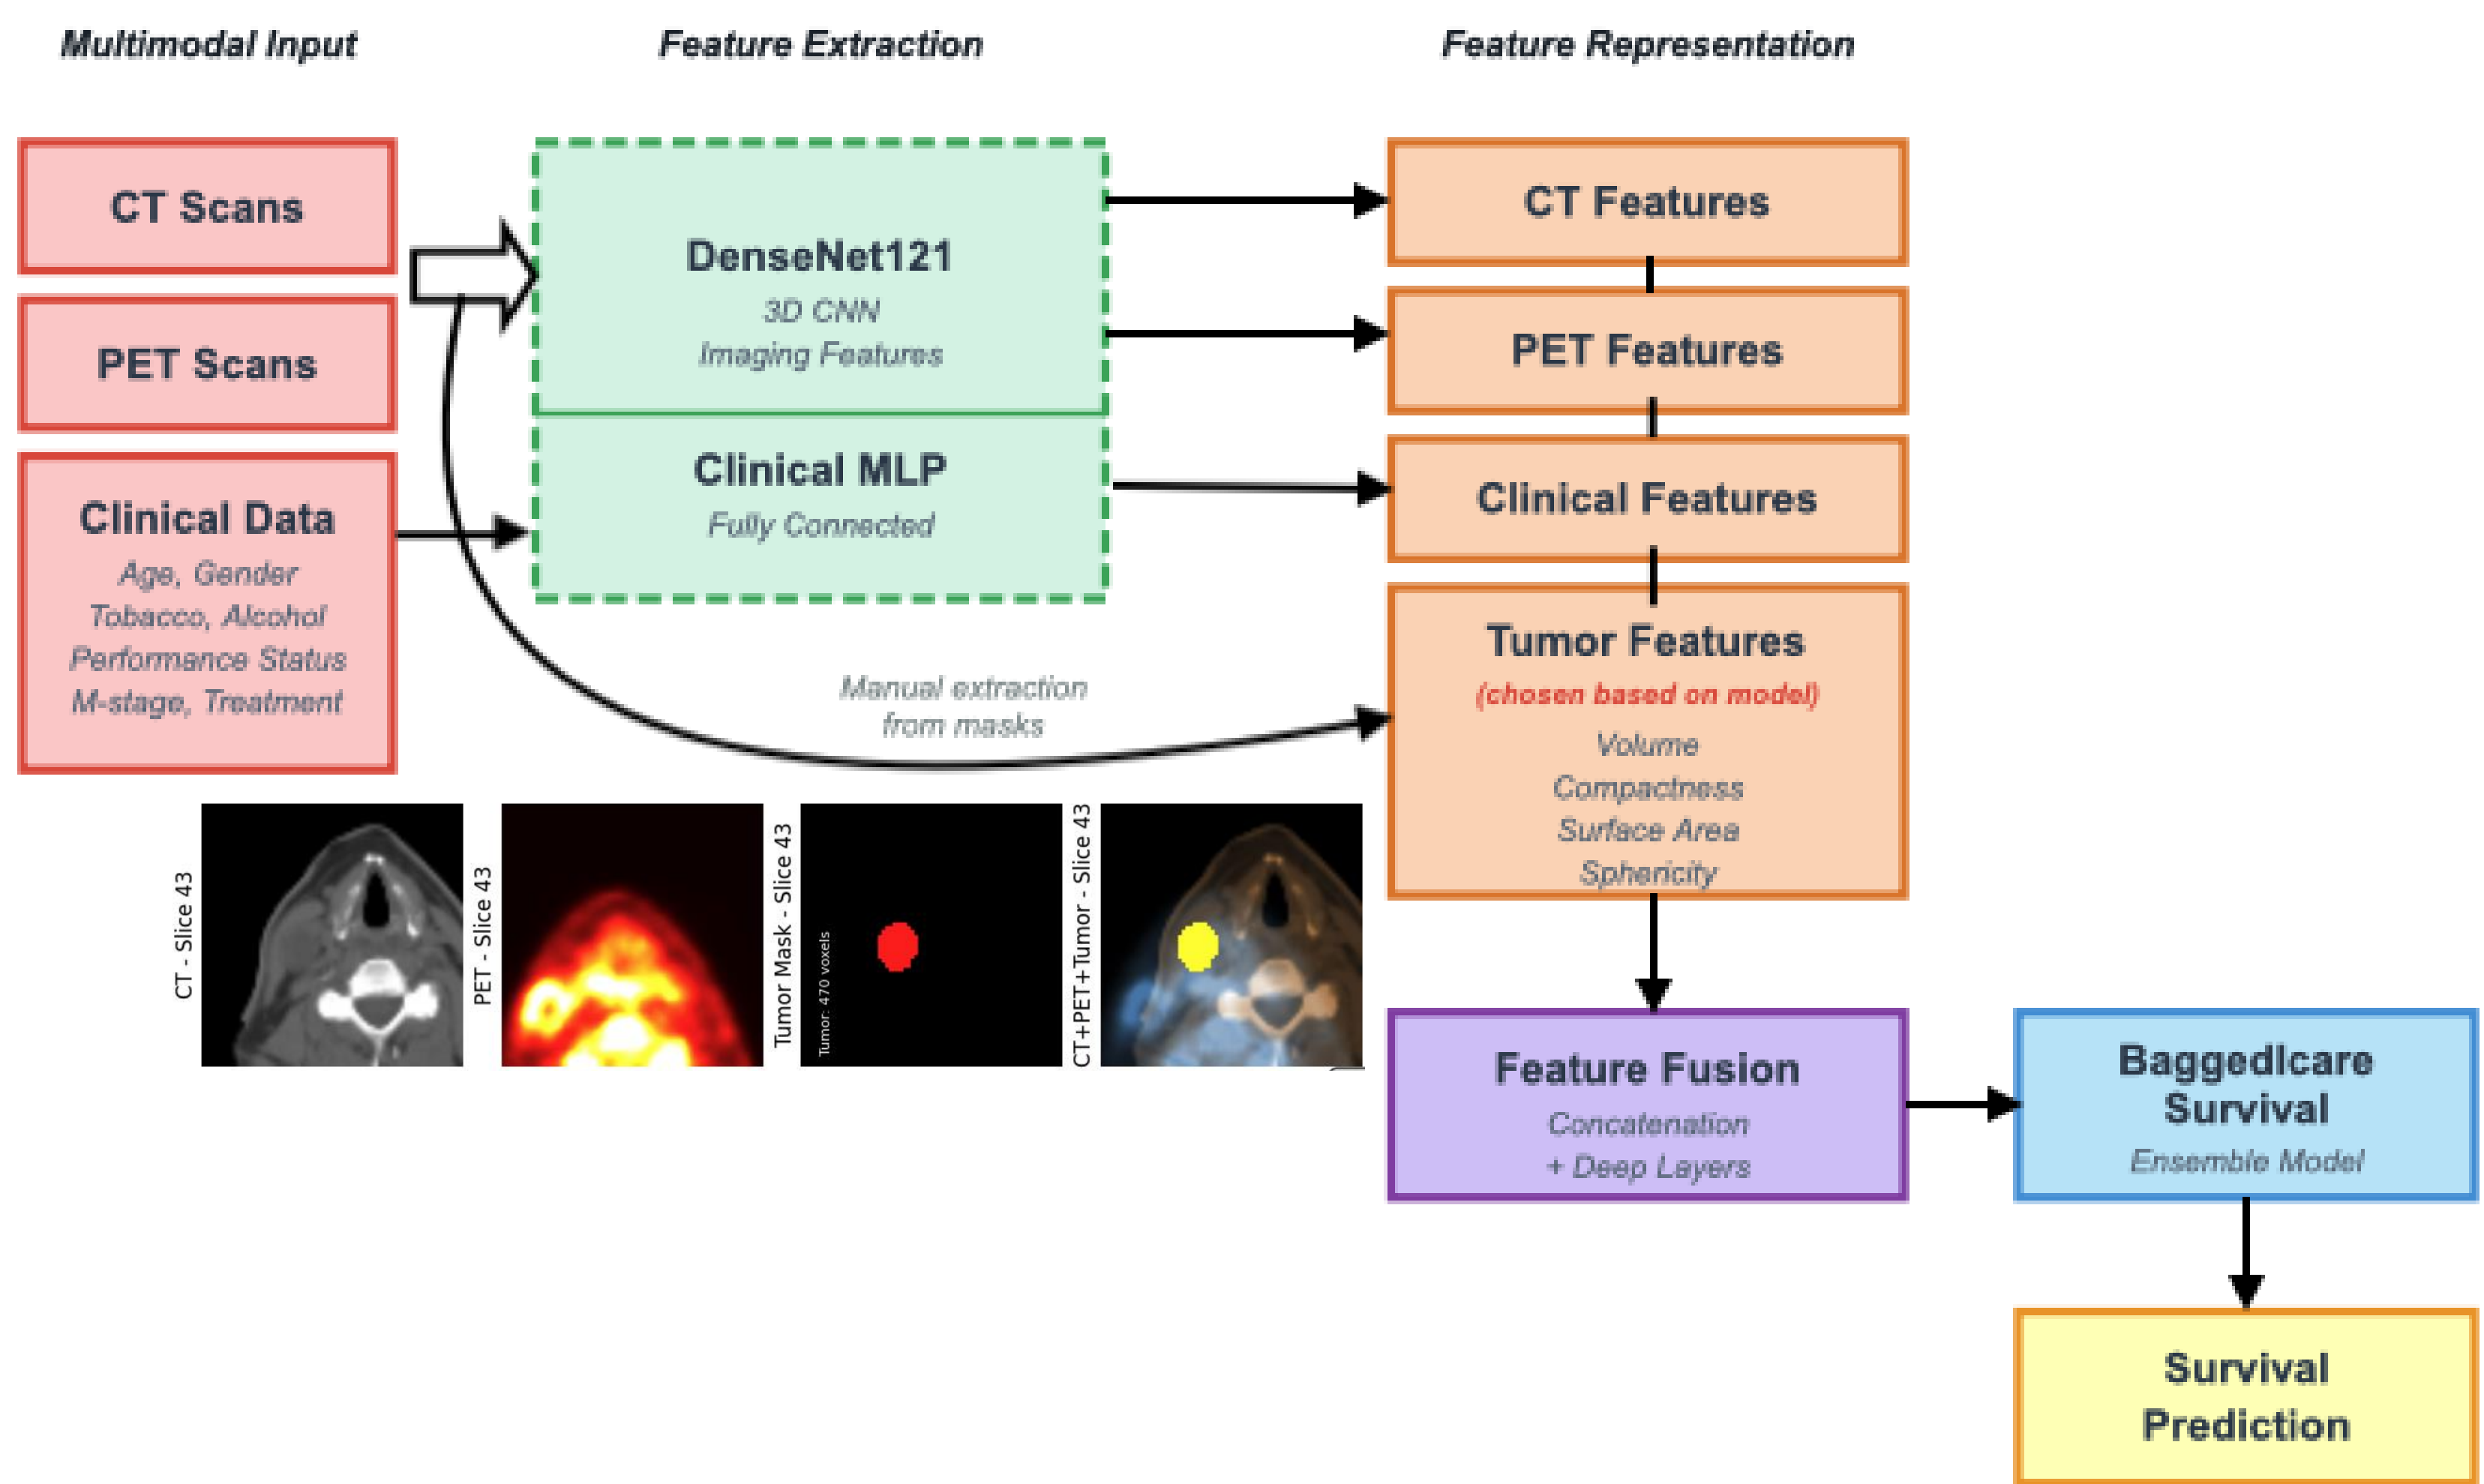 Multimodal Input
Feature Extraction
Feature Representation
CT Scans
PET Scans
Clinical Data
Age, Gender
Tobacco, Alcohol
Performance Status
M-stage, Treatment
DenseNet121
3D CNN
Imaging Features
Clinical MLP
Fully Connected
Manual extraction
from masks
CT Features
PET Features
Clinical Features
Tumor Features
(chosen based on model)
Volume
Compactness
Surface Area
Sphericity
CT - Slice 43
PET - Slice 43
Tumor Mask - Slice 43
Tumor: 470 voxels
CT+PET+Tumor - Slice 43
Feature Fusion
Concatenation
+ Deep Layers
BaggedIcare
Survival
Ensemble Model
Survival
Prediction